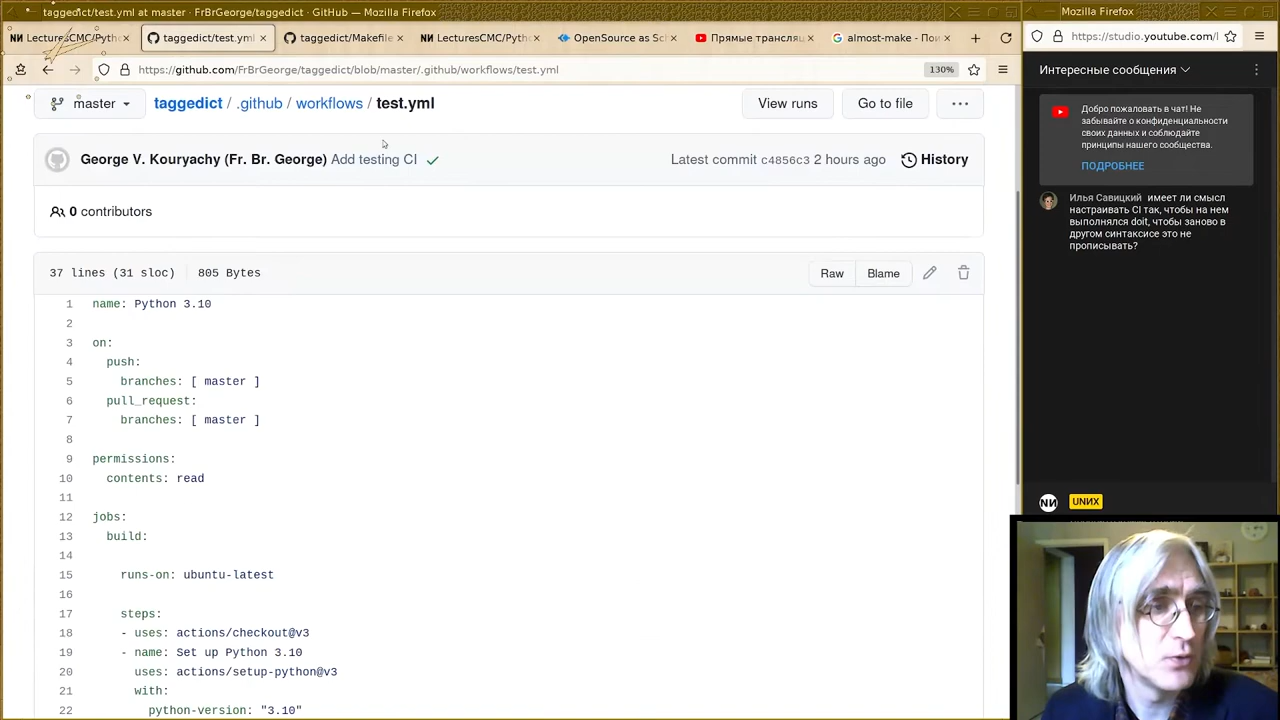 taggedict/test.yml at master · FrBrGeorge/taggedict · GitHub — Mozilla Firefox
Mozilla Firefox
LecturesCMC/Pytho
taggedict/test.yml
taggedict/Makefile
LecturesCMC/Pytho
OpenSource as Sci
Прямые трансляц
almost-make - Пои
https://studio.youtube.com/l
https://github.com/FrBrGeorge/taggedict/blob/master/.github/workflows/test.yml
130%
Интересные сообщения
master
taggedict / .github / workflows / test.yml
View runs
Go to file
Добро пожаловать в чат! Не
забывайте о конфиденциальности
своих данных и соблюдайте
принципы нашего сообщества.
ПОДРОБНЕЕ
George V. Kouryachy (Fr. Br. George) Add testing CI
Latest commit c4856c3 2 hours ago
History
Илья Савицкий имеет ли смысл
настраивать CI так, чтобы на нем
выполнялся doit, чтобы заново в
другом синтаксисе это не
прописывать?
0 contributors
37 lines (31 sloc)
805 Bytes
Raw
Blame
1 name: Python 3.10
2
3 on:
4 push:
5 branches: [ master ]
6 pull_request:
7 branches: [ master ]
8
9 permissions:
10 contents: read
11
12 jobs:
13 build:
14
15 runs-on: ubuntu-latest
16
17 steps:
18 - uses: actions/checkout@v3
19 - name: Set up Python 3.10
20 uses: actions/setup-python@v3
21 with:
22 python-version: "3.10"
UNИX